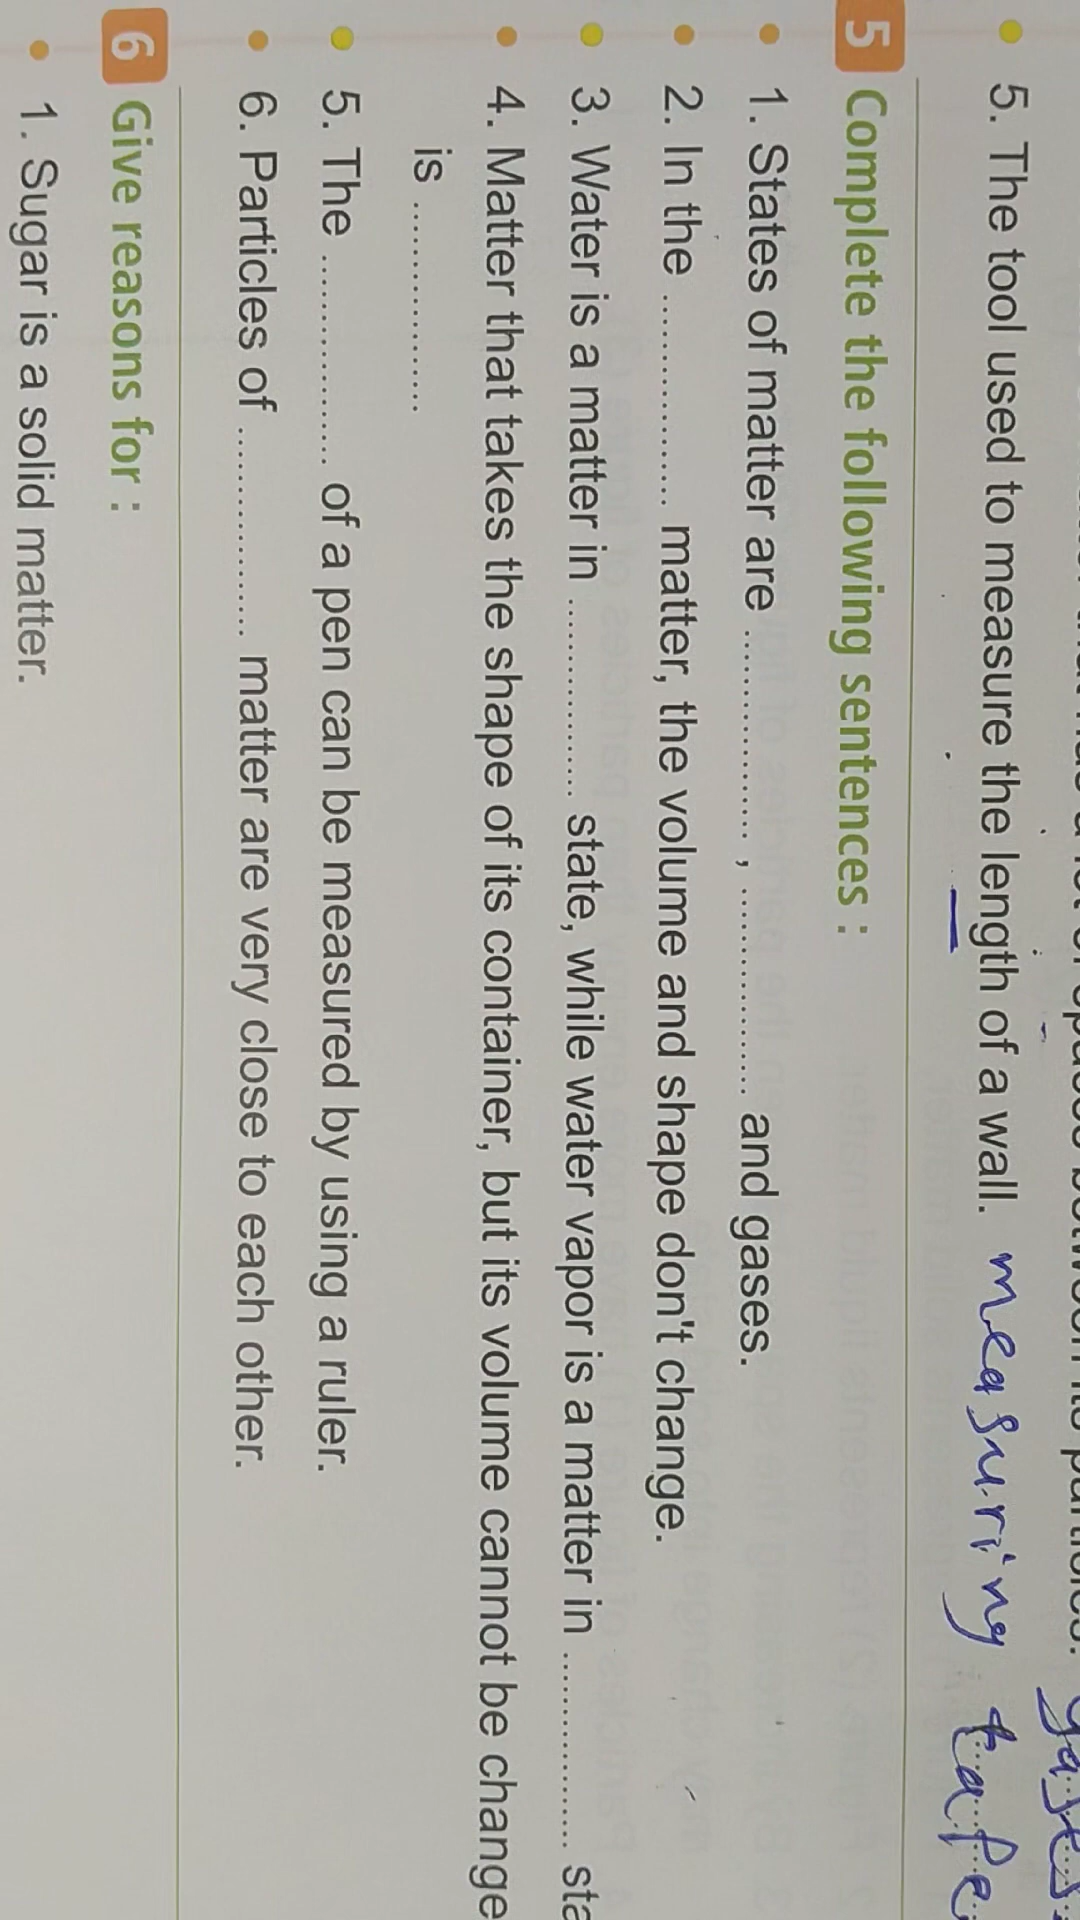 gases.
5. The tool used to measure the length of a wall. measuring tape
5 Complete the following sentences :
1. States of matter are ............... , ............... and gases.
2. In the ............... matter, the volume and shape don't change.
3. Water is a matter in ............... state, while water vapor is a matter in ............... sta
4. Matter that takes the shape of its container, but its volume cannot be change
is ...............
5. The ............... of a pen can be measured by using a ruler.
6. Particles of ............... matter are very close to each other.
6 Give reasons for :
1. Sugar is a solid matter.